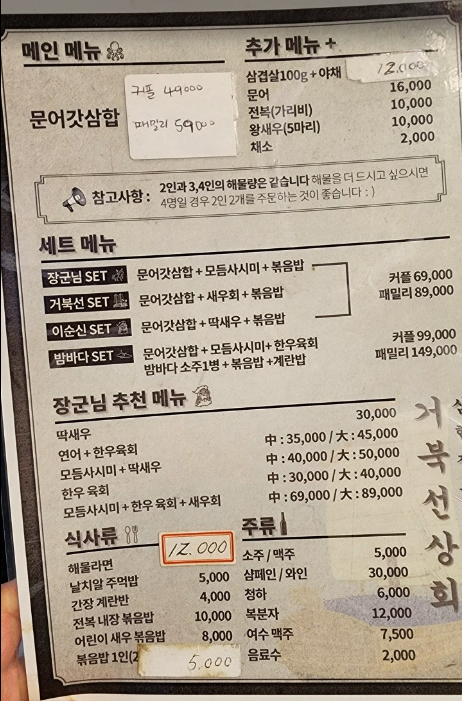 메인 메뉴
문어갓삼합
커플 49000
패밀리 59000
추가 메뉴 +
삼겹살100g + 야채 12.000
문어 16,000
전복(가리비) 10,000
왕새우(5마리) 10,000
채소 2,000
참고사항 : 2인과 3,4인의 해물량은 같습니다 해물을 더 드시고 싶으시면
4명일 경우 2인 2개를 주문하는 것이 좋습니다 : )
세트 메뉴
장군님 SET 문어갓삼합 + 모듬사시미 + 볶음밥
거북선 SET 문어갓삼합 + 새우회 + 볶음밥
이순신 SET 문어갓삼합 + 딱새우 + 볶음밥
커플 69,000
패밀리 89,000
밤바다 SET 문어갓삼합 + 모듬사시미+ 한우육회
밤바다 소주1병 + 볶음밥 +계란밥
커플 99,000
패밀리 149,000
장군님 추천 메뉴
딱새우 30,000
연어 + 한우육회 中 : 35,000 / 大 : 45,000
모듬사시미 + 딱새우 中 : 40,000 / 大 : 50,000
한우 육회 中 : 30,000 / 大 : 40,000
모듬사시미 + 한우 육회 + 새우회 中 : 69,000 / 大 : 89,000
식사류
해물라면 12.000
날치알 주먹밥 5,000
간장 계란반 4,000
전복 내장 볶음밥 10,000
어린이 새우 볶음밥 8,000
볶음밥 1인(2 5.000
주류
소주 / 맥주 5,000
샴페인 / 와인 30,000
청하 6,000
복분자 12,000
여수 맥주 7,500
음료수 2,000
거북선상회